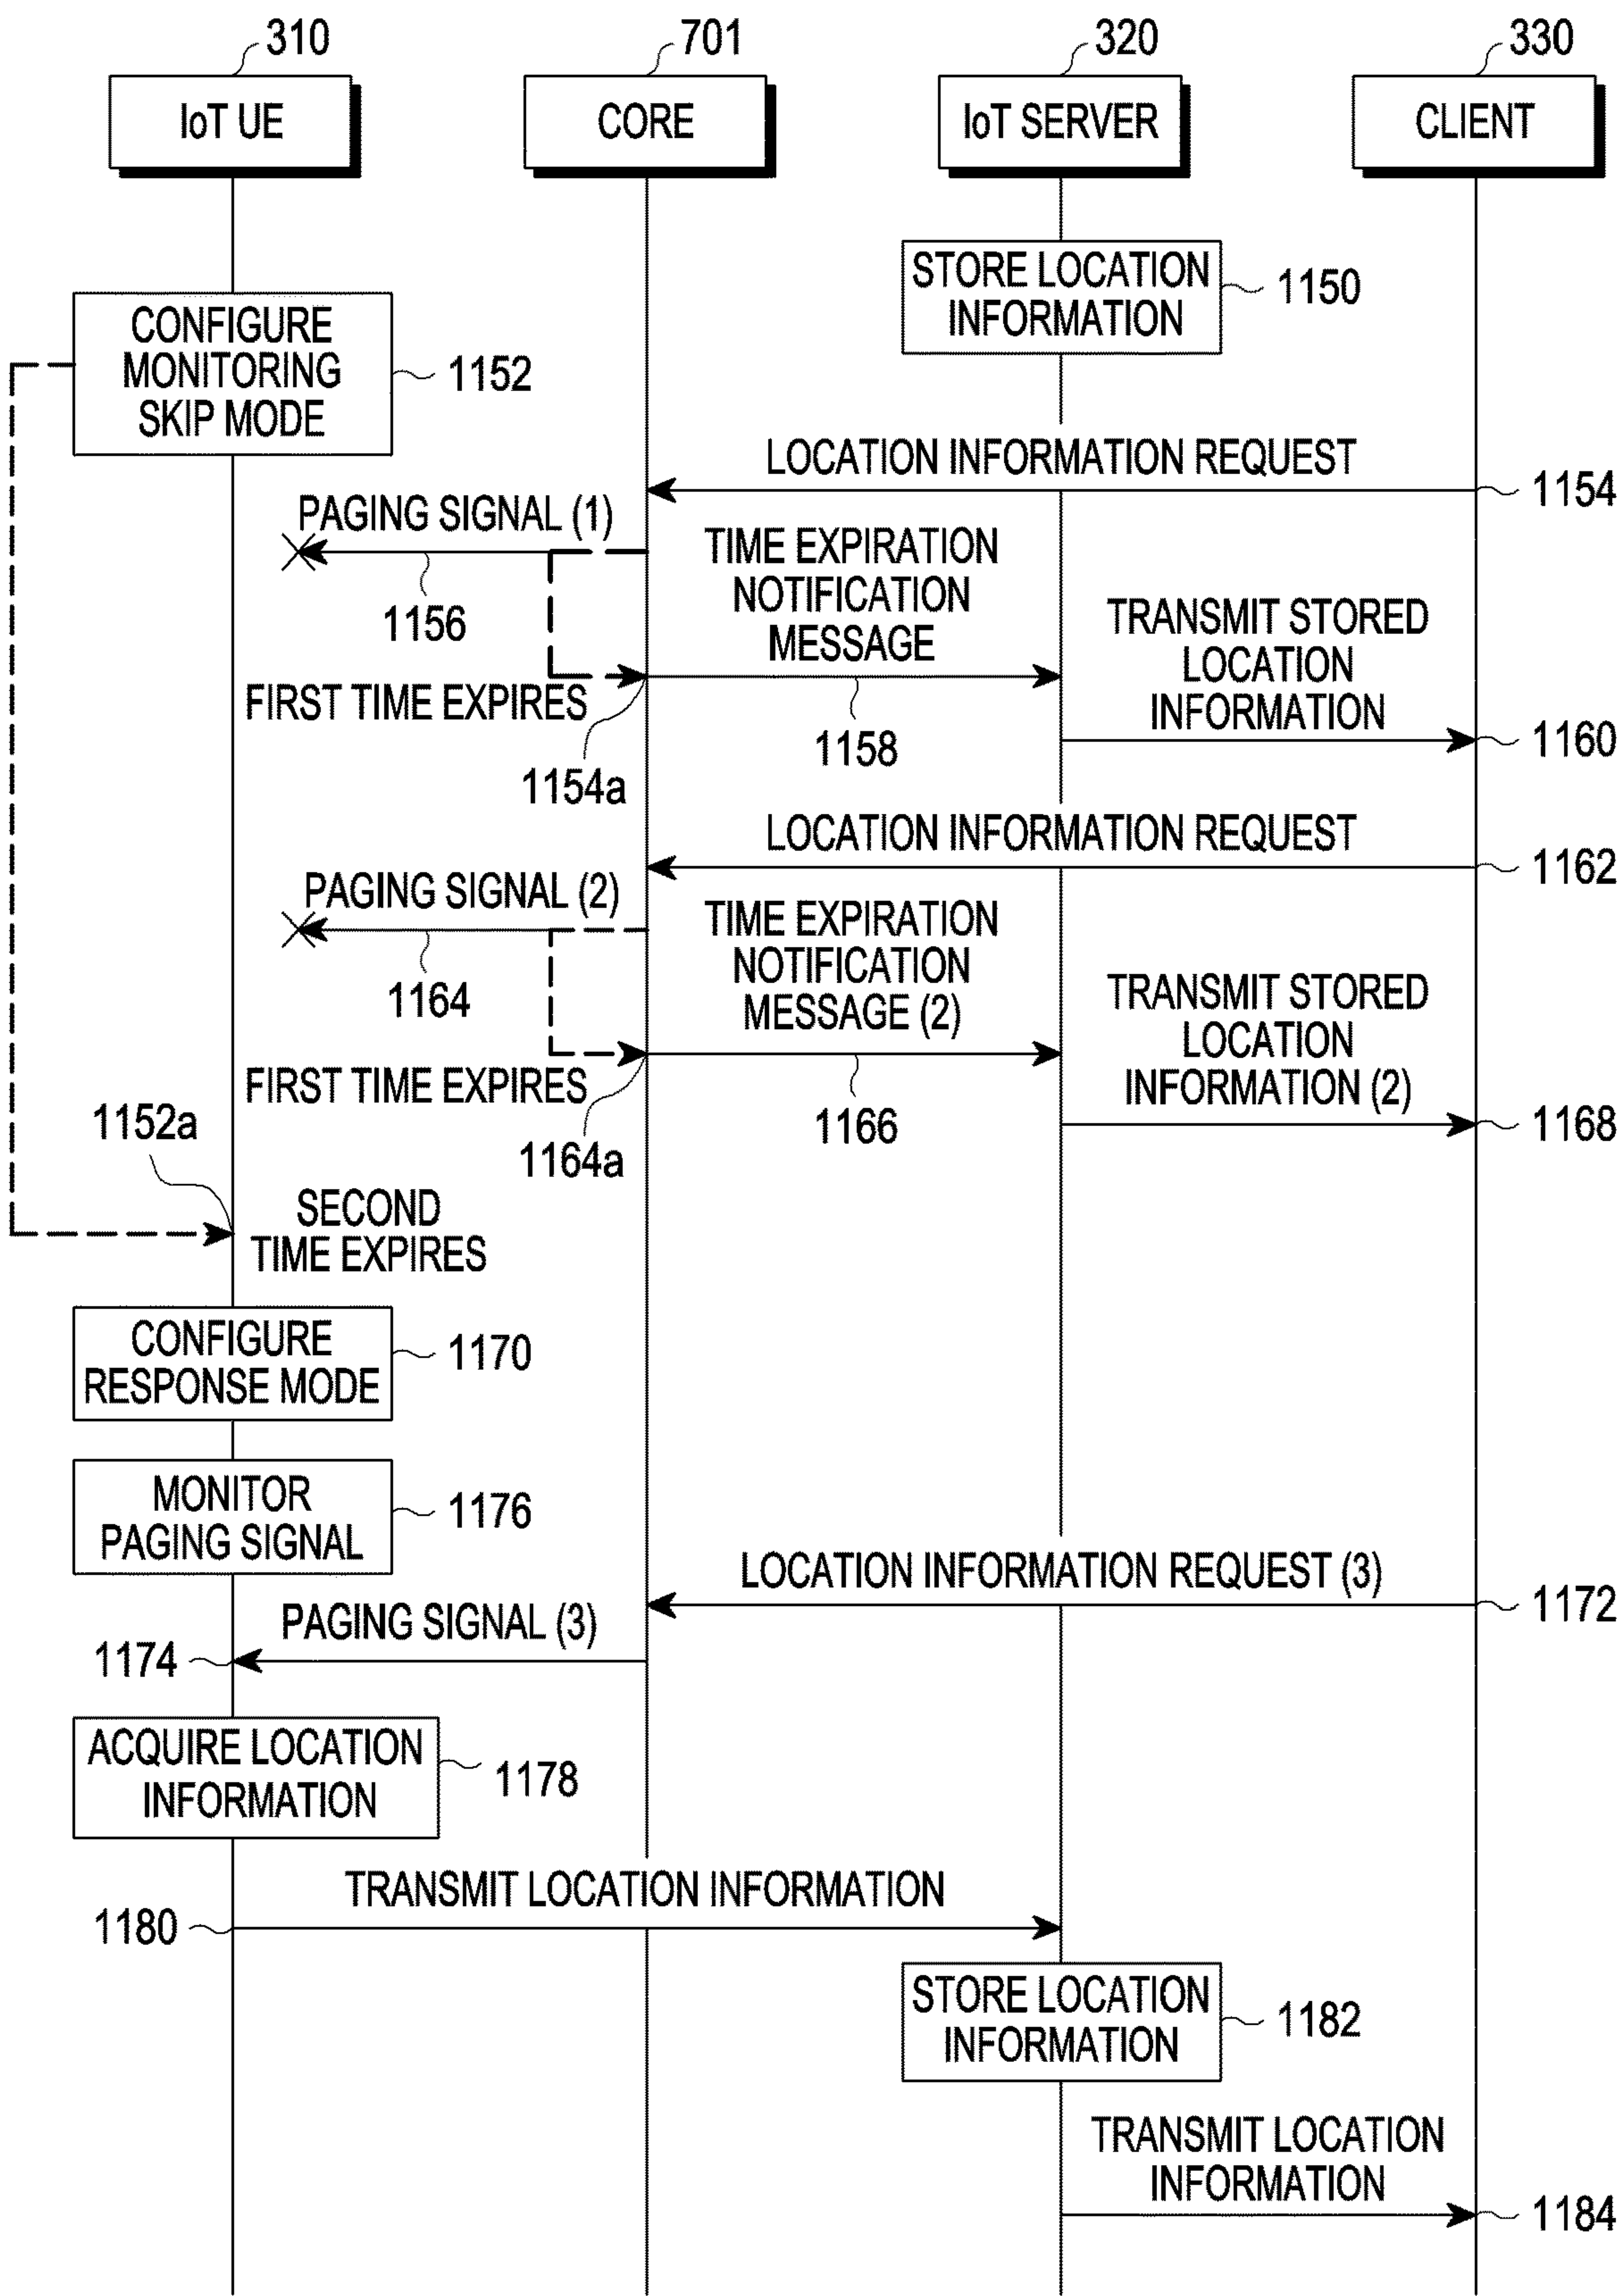 310
701
320
330
IoT UE
CORE
IoT SERVER
CLIENT
STORE LOCATION
INFORMATION
1150
CONFIGURE
MONITORING
SKIP MODE
1152
LOCATION INFORMATION REQUEST
1154
PAGING SIGNAL (1)
1156
TIME EXPIRATION
NOTIFICATION
MESSAGE
FIRST TIME EXPIRES
1154a
1158
TRANSMIT STORED
LOCATION
INFORMATION
1160
LOCATION INFORMATION REQUEST
1162
PAGING SIGNAL (2)
1164
TIME EXPIRATION
NOTIFICATION
MESSAGE (2)
FIRST TIME EXPIRES
1164a
1166
TRANSMIT STORED
LOCATION
INFORMATION (2)
1168
1152a
SECOND
TIME EXPIRES
CONFIGURE
RESPONSE MODE
1170
MONITOR
PAGING SIGNAL
1176
LOCATION INFORMATION REQUEST (3)
1172
PAGING SIGNAL (3)
1174
ACQUIRE LOCATION
INFORMATION
1178
TRANSMIT LOCATION INFORMATION
1180
STORE LOCATION
INFORMATION
1182
TRANSMIT LOCATION
INFORMATION
1184